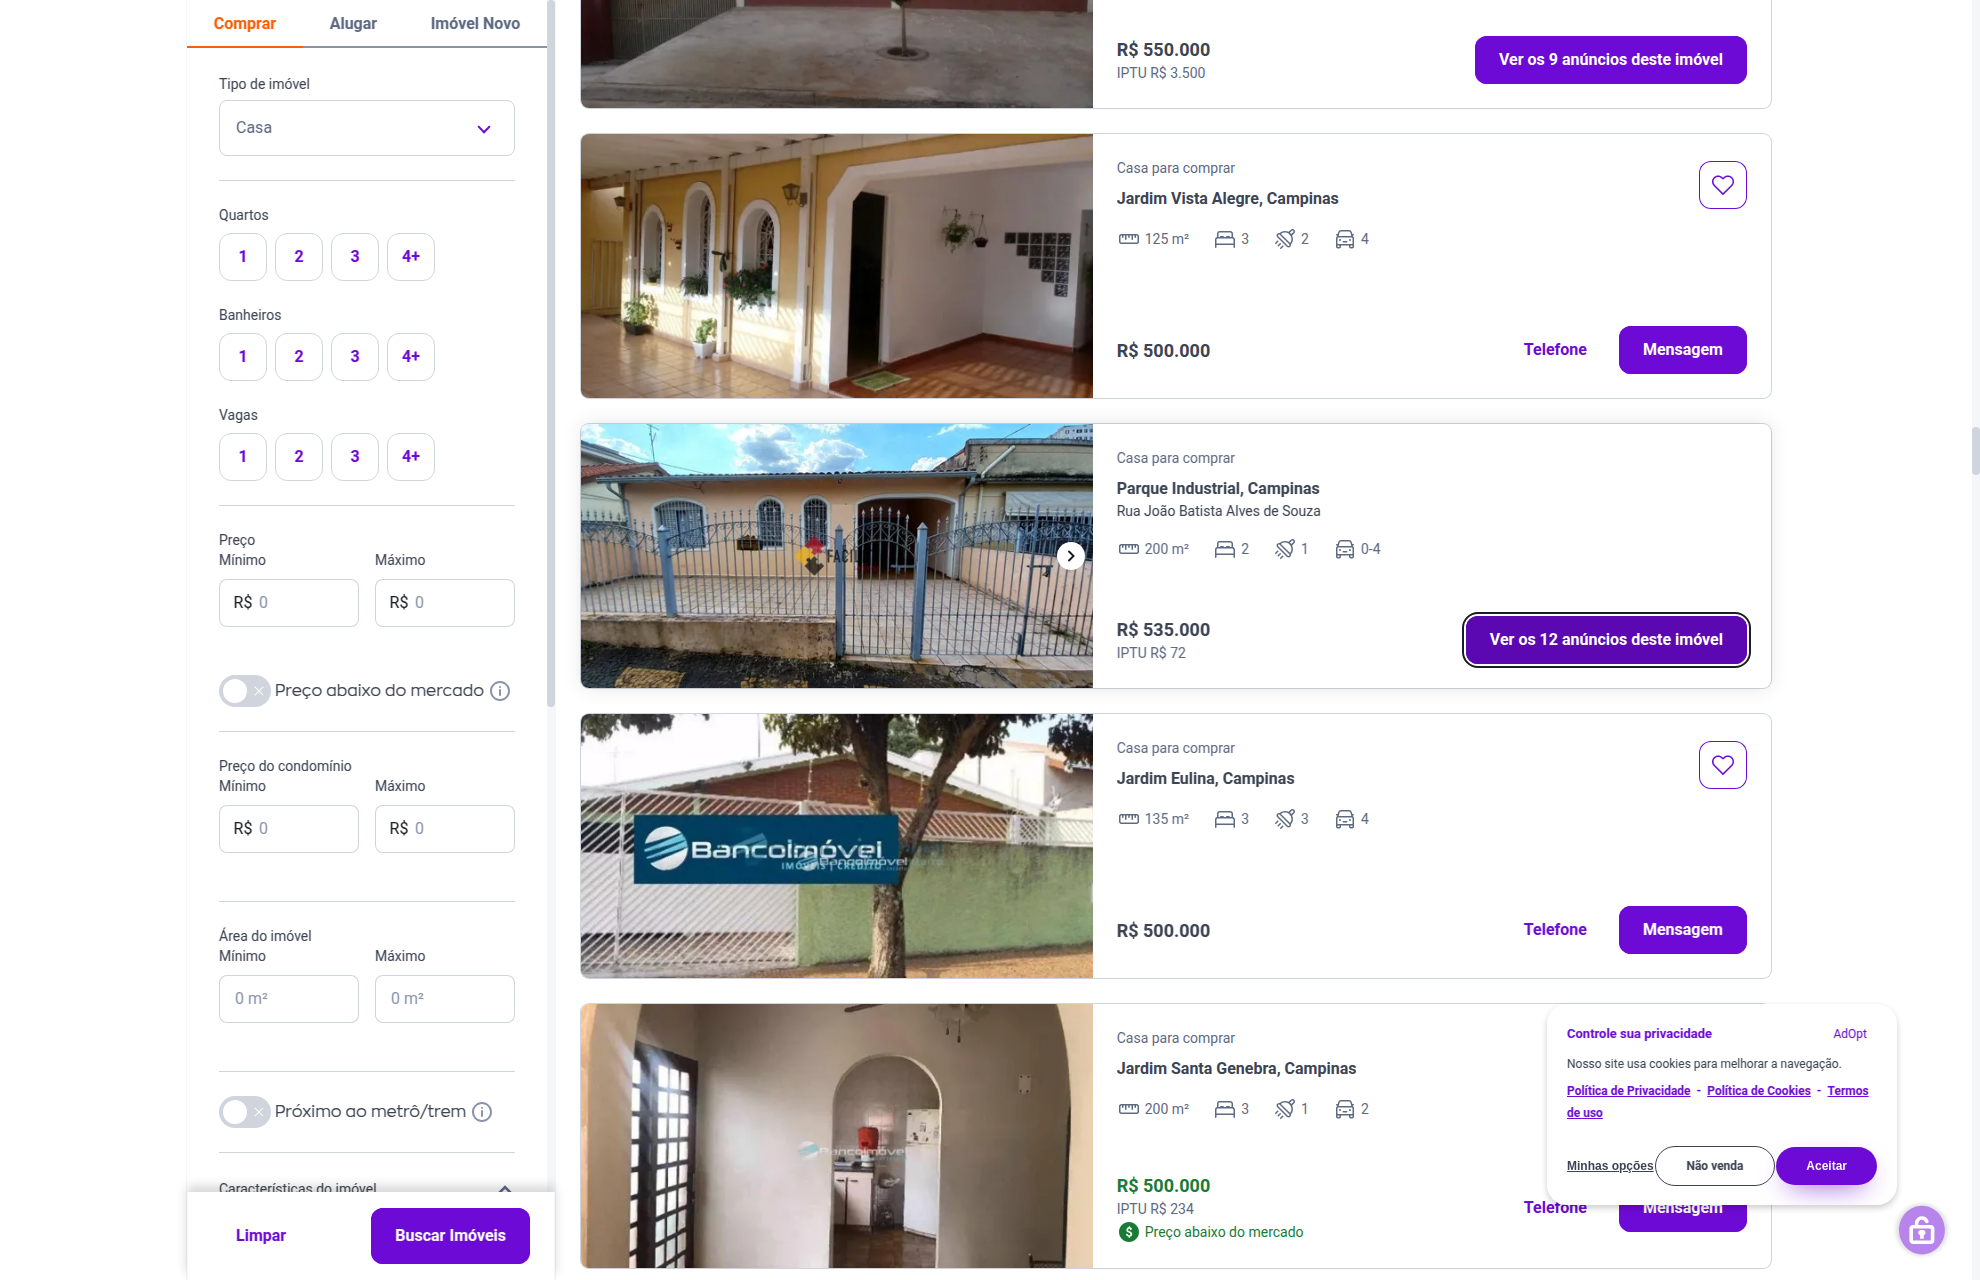 Comprar
Alugar
Imóvel Novo
Tipo de imóvel
Casa
Quartos
1 2 3 4+
Banheiros
1 2 3 4+
Vagas
1 2 3 4+
Preço
Mínimo Máximo
R$ 0 R$ 0
Preço abaixo do mercado
Preço do condomínio
Mínimo Máximo
R$ 0 R$ 0
Área do imóvel
Mínimo Máximo
0 m² 0 m²
Próximo ao metrô/trem
Características do imóvel
Limpar
Buscar Imóveis
R$ 550.000
IPTU R$ 3.500
Ver os 9 anúncios deste imóvel
Casa para comprar
Jardim Vista Alegre, Campinas
125 m² 3 2 4
R$ 500.000
Telefone
Mensagem
FACIL
Casa para comprar
Parque Industrial, Campinas
Rua João Batista Alves de Souza
200 m² 2 1 0-4
R$ 535.000
IPTU R$ 72
Ver os 12 anúncios deste imóvel
BancoImóvel
IMÓVEIS | CRÉDITO
BancoImóvel
Casa para comprar
Jardim Eulina, Campinas
135 m² 3 3 4
R$ 500.000
Telefone
Mensagem
BancoImóvel
Casa para comprar
Jardim Santa Genebra, Campinas
200 m² 3 1 2
R$ 500.000
IPTU R$ 234
Preço abaixo do mercado
Telefone
Mensagem
Controle sua privacidade
AdOpt
Nosso site usa cookies para melhorar a navegação.
Política de Privacidade - Política de Cookies - Termos
de uso
Minhas opções
Não venda
Aceitar